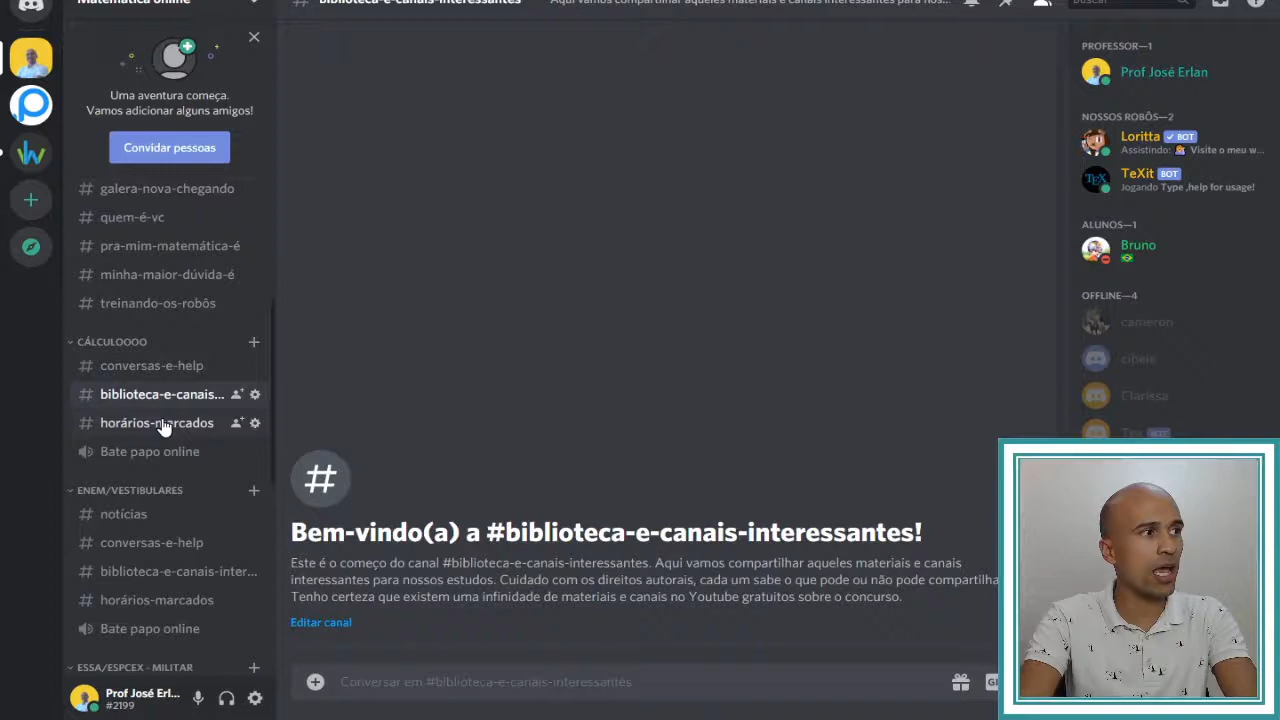 Matemática online
biblioteca-e-canais-interessantes
Aqui vamos compartilhar aqueles materiais e canais interessantes para nos...
Buscar
Uma aventura começa.
Vamos adicionar alguns amigos!
Convidar pessoas
galera-nova-chegando
quem-é-vc
pra-mim-matemática-é
minha-maior-dúvida-é
treinando-os-robôs
CÁLCULOOOO
conversas-e-help
biblioteca-e-canais...
horários-marcados
Bate papo online
ENEM/VESTIBULARES
notícias
conversas-e-help
biblioteca-e-canais-inter...
horários-marcados
Bate papo online
ESSA/ESPCEX - MILITAR
Prof José Erl...
#2199
Bem-vindo(a) a #biblioteca-e-canais-interessantes!
Este é o começo do canal #biblioteca-e-canais-interessantes. Aqui vamos compartilhar aqueles materiais e canais
interessantes para nossos estudos. Cuidado com os direitos autorais, cada um sabe o que pode ou não pode compartilha
Tenho certeza que existem uma infinidade de materiais e canais no Youtube gratuitos sobre o concurso.
Editar canal
Conversar em #biblioteca-e-canais-interessantes
PROFESSOR—1
Prof José Erlan
NOSSOS ROBÔS—2
Loritta BOT
Assistindo: Visite o meu w...
TeXit BOT
Jogando Type ,help for usage!
ALUNOS—1
Bruno
OFFLINE—4
cameron
cibele
Clarissa